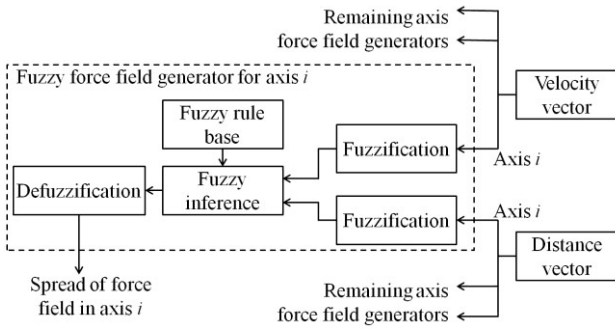 Remaining axis
force field generators
Fuzzy force field generator for axis i
Velocity
vector
Fuzzy rule
base
Fuzzification
Axis i
Defuzzification
Fuzzy
inference
Fuzzification
Axis i
Distance
vector
Spread of force
field in axis i
Remaining axis
force field generators